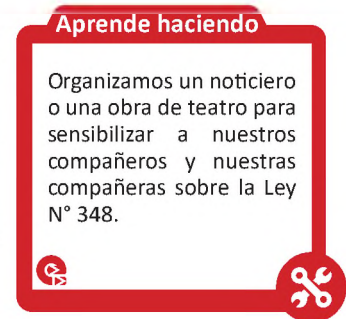 Aprende haciendo
Organizamos un noticiero
o una obra de teatro para
sensibilizar a nuestros
compañeros y nuestras
compañeras sobre la Ley
N° 348.